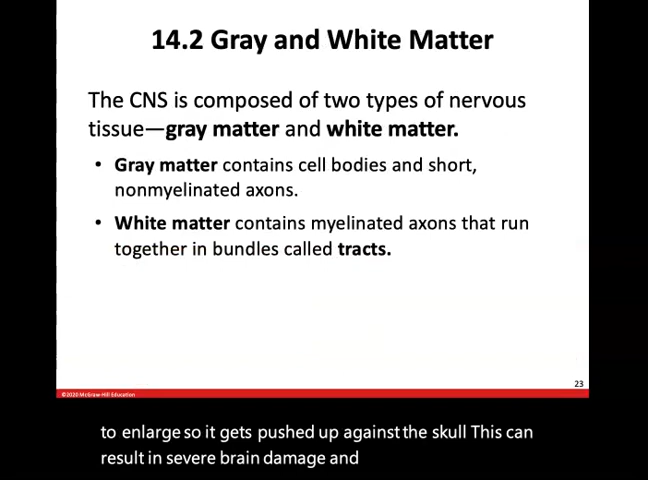 14.2 Gray and White Matter
The CNS is composed of two types of nervous
tissue—gray matter and white matter.
• Gray matter contains cell bodies and short,
nonmyelinated axons.
• White matter contains myelinated axons that run
together in bundles called tracts.
23
©2020 McGraw-Hill Education
to enlarge so it gets pushed up against the skull This can
result in severe brain damage and